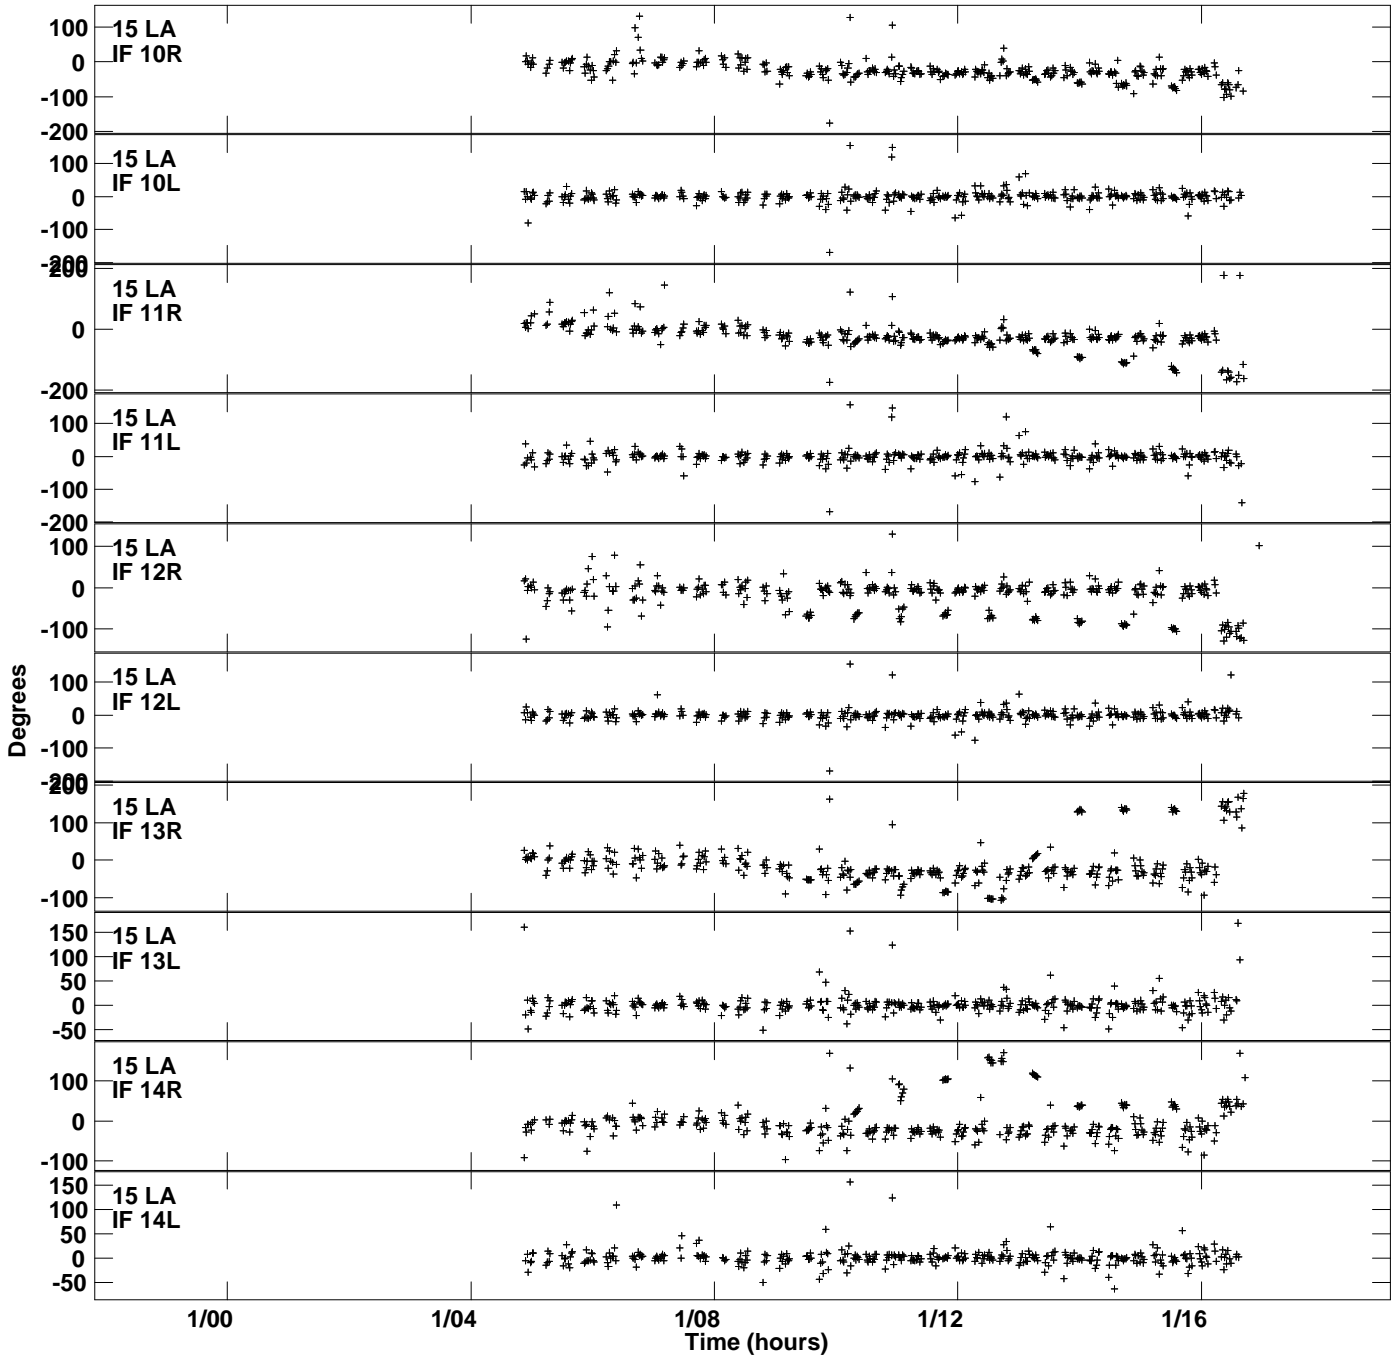 100
0
-100
-200
15 LA
IF 10R
100
0
-100
-200
15 LA
IF 10L
200
0
-200
15 LA
IF 11R
100
0
-100
-200
15 LA
IF 11L
100
0
-100
15 LA
IF 12R
100
0
-100
-200
15 LA
IF 12L
200
100
0
-100
15 LA
IF 13R
150
100
50
0
-50
15 LA
IF 13L
100
0
-100
15 LA
IF 14R
150
100
50
0
-50
15 LA
IF 14L
Degrees
1/00
1/04
1/08
1/12
1/16
Time (hours)